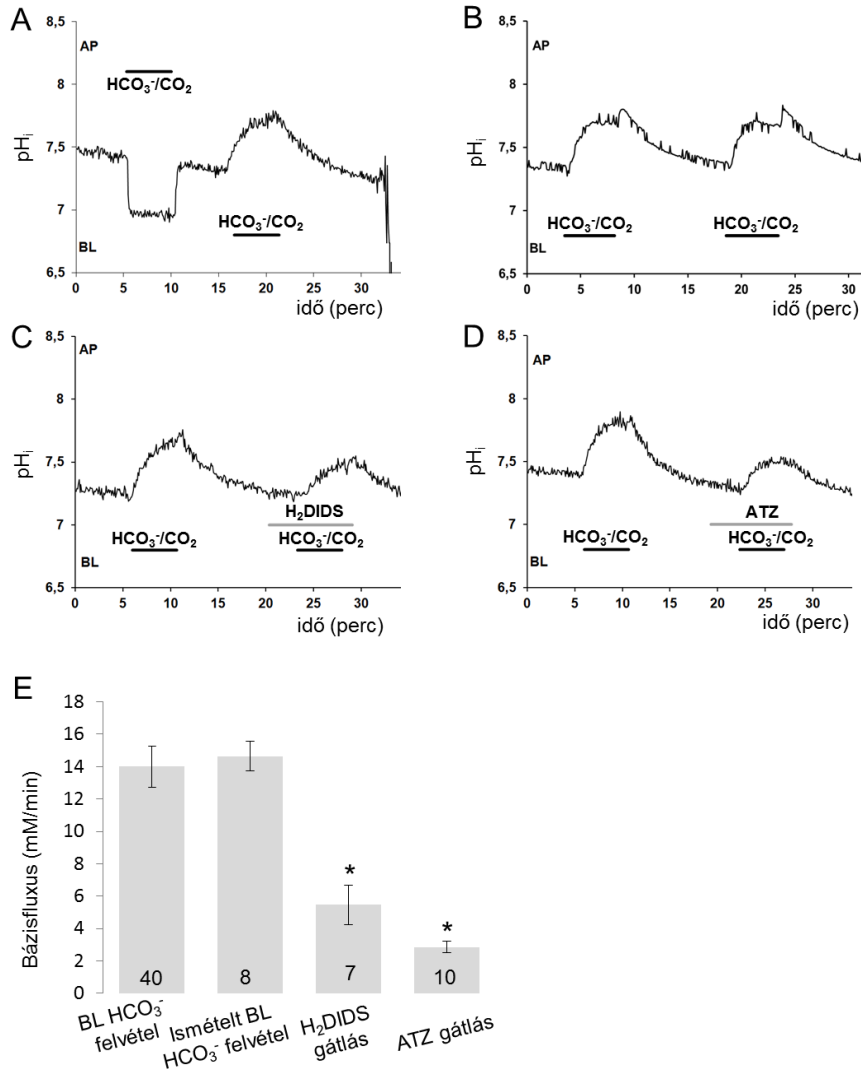 A
8,5
AP
HCO₃⁻/CO₂
8
7,5
pHᵢ
7
HCO₃⁻/CO₂
BL
6,5
0 5 10 15 20 25 30
idő (perc)
B
8,5
AP
8
7,5
pHᵢ
7
HCO₃⁻/CO₂ HCO₃⁻/CO₂
BL
6,5
0 5 10 15 20 25 30
idő (perc)
C
8,5
AP
8
7,5
pHᵢ
H₂DIDS
7
HCO₃⁻/CO₂ HCO₃⁻/CO₂
BL
6,5
0 5 10 15 20 25 30
idő (perc)
D
8,5
AP
8
7,5
pHᵢ
ATZ
7
HCO₃⁻/CO₂ HCO₃⁻/CO₂
BL
6,5
0 5 10 15 20 25 30
idő (perc)
E
Bázisfluxus (mM/min)
18
16
14
12
10
8
6
4
2
0
* *
40 8 7 10
BL HCO₃⁻
felvétel
Ismételt BL
HCO₃⁻ felvétel
H₂DIDS
gátlás
ATZ gátlás